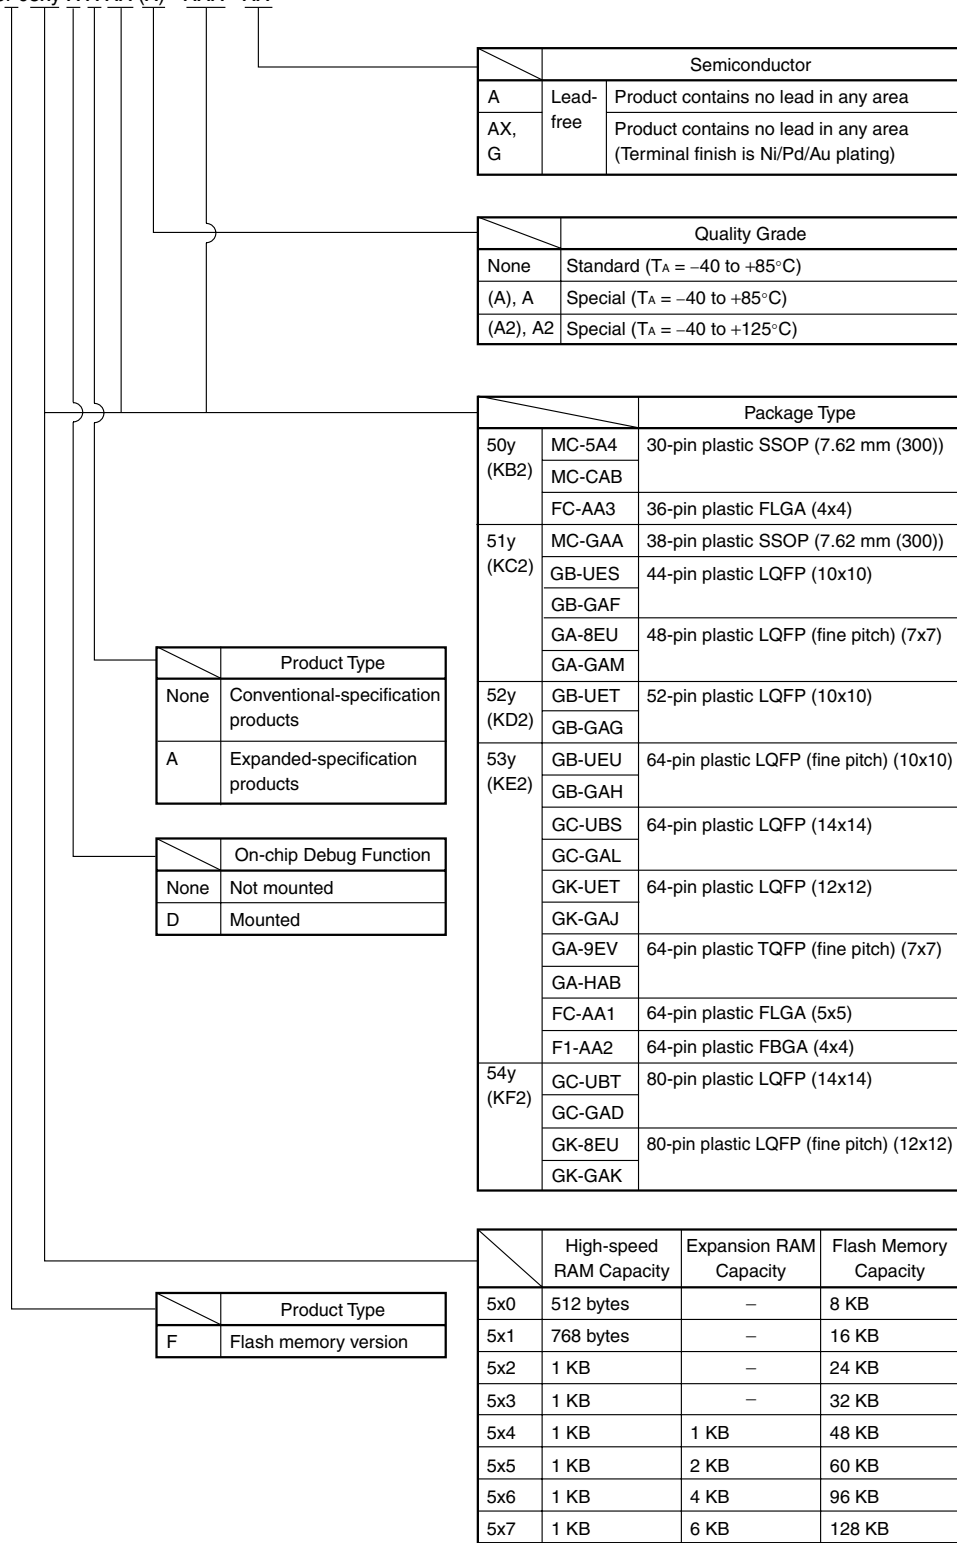 Semiconductor
A Lead-free Product contains no lead in any area
AX, G Product contains no lead in any area
(Terminal finish is Ni/Pd/Au plating)
Quality Grade
None Standard (TA = −40 to +85°C)
(A), A Special (TA = −40 to +85°C)
(A2), A2 Special (TA = −40 to +125°C)
Package Type
50y (KB2) MC-5A4 30-pin plastic SSOP (7.62 mm (300))
MC-CAB
FC-AA3 36-pin plastic FLGA (4x4)
51y (KC2) MC-GAA 38-pin plastic SSOP (7.62 mm (300))
GB-UES 44-pin plastic LQFP (10x10)
GB-GAF
GA-8EU 48-pin plastic LQFP (fine pitch) (7x7)
GA-GAM
52y (KD2) GB-UET 52-pin plastic LQFP (10x10)
GB-GAG
53y (KE2) GB-UEU 64-pin plastic LQFP (fine pitch) (10x10)
GB-GAH
GC-UBS 64-pin plastic LQFP (14x14)
GC-GAL
GK-UET 64-pin plastic LQFP (12x12)
GK-GAJ
GA-9EV 64-pin plastic TQFP (fine pitch) (7x7)
GA-HAB
FC-AA1 64-pin plastic FLGA (5x5)
F1-AA2 64-pin plastic FBGA (4x4)
54y (KF2) GC-UBT 80-pin plastic LQFP (14x14)
GC-GAD
GK-8EU 80-pin plastic LQFP (fine pitch) (12x12)
GK-GAK
Product Type
None Conventional-specification
products
A Expanded-specification
products
On-chip Debug Function
None Not mounted
D Mounted
High-speed RAM Capacity Expansion RAM Capacity Flash Memory Capacity
5x0 512 bytes − 8 KB
5x1 768 bytes − 16 KB
5x2 1 KB − 24 KB
5x3 1 KB − 32 KB
5x4 1 KB 1 KB 48 KB
5x5 1 KB 2 KB 60 KB
5x6 1 KB 4 KB 96 KB
5x7 1 KB 6 KB 128 KB
Product Type
F Flash memory version